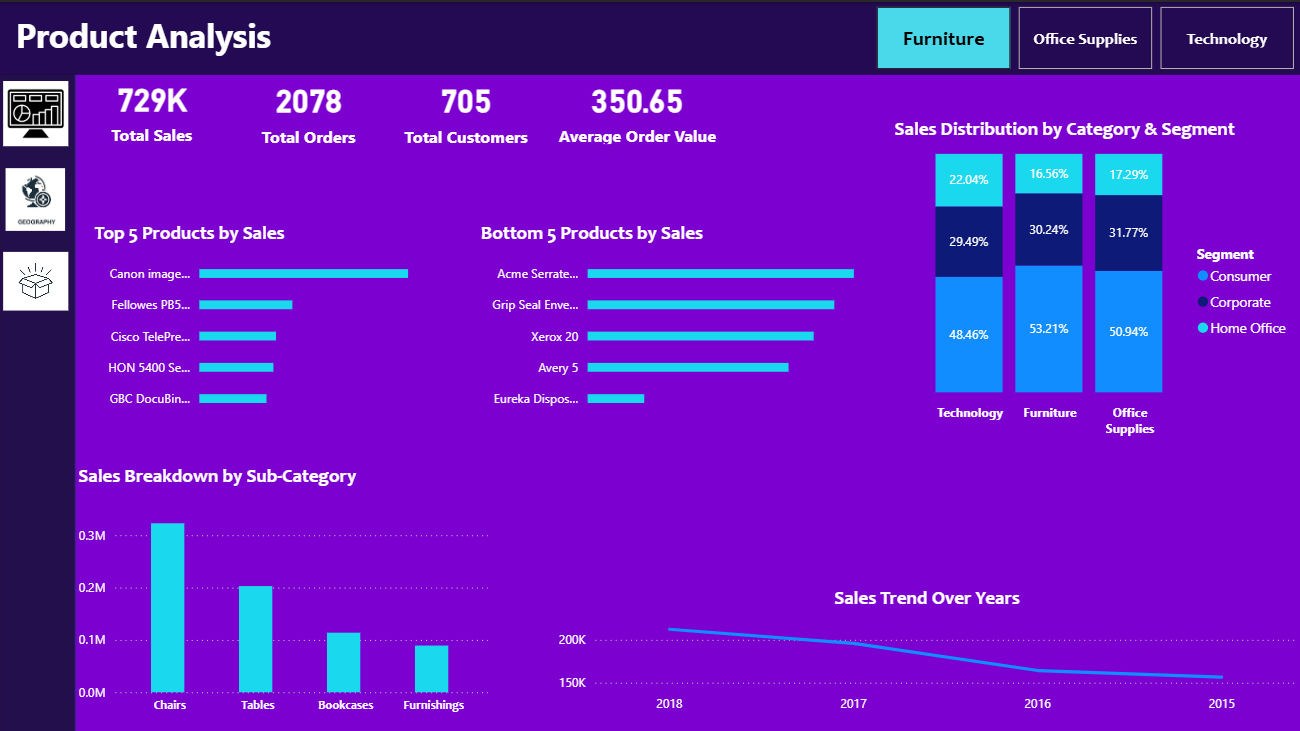 Product Analysis
Furniture
Office Supplies
Technology
GEOGRAPHY
729K
Total Sales
2078
Total Orders
705
Total Customers
350.65
Average Order Value
Top 5 Products by Sales
Canon image...
Fellowes PB5...
Cisco TelePre...
HON 5400 Se...
GBC DocuBin...
Bottom 5 Products by Sales
Acme Serrate...
Grip Seal Enve...
Xerox 20
Avery 5
Eureka Dispos...
Sales Distribution by Category & Segment
22.04%
16.56%
17.29%
29.49%
30.24%
31.77%
48.46%
53.21%
50.94%
Technology
Furniture
Office
Supplies
Segment
Consumer
Corporate
Home Office
Sales Breakdown by Sub-Category
0.3M
0.2M
0.1M
0.0M
Chairs
Tables
Bookcases
Furnishings
Sales Trend Over Years
200K
150K
2018
2017
2016
2015